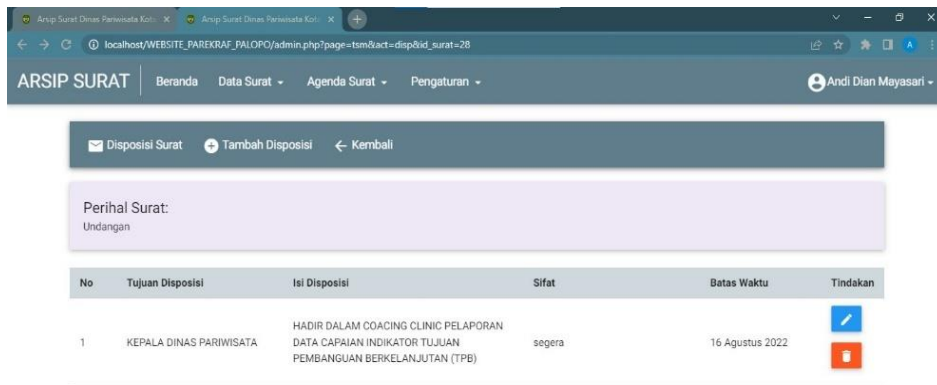 Arsip Surat Dinas Pariwisata Kota
Arsip Surat Dinas Pariwisata Kota
localhost/WEBSITE_PAREKRAF_PALOPO/admin.php?page=tsm&act=disp&id_surat=28
A
ARSIP SURAT Beranda Data Surat Agenda Surat Pengaturan Andi Dian Mayasari
Disposisi Surat Tambah Disposisi Kembali
Perihal Surat:
Undangan
No Tujuan Disposisi Isi Disposisi Sifat Batas Waktu Tindakan
HADIR DALAM COACING CLINIC PELAPORAN
1 KEPALA DINAS PARIWISATA DATA CAPAIAN INDIKATOR TUJUAN segera 16 Agustus 2022
PEMBANGUAN BERKELANJUTAN (TPB)